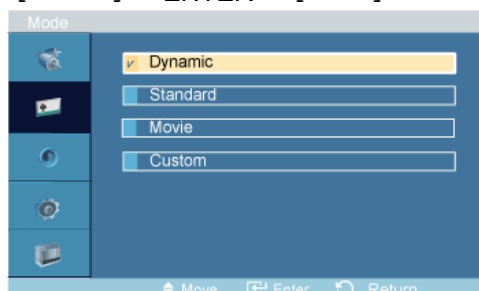 Mode
Dynamic
Standard
Movie
Custom
Move Enter Return